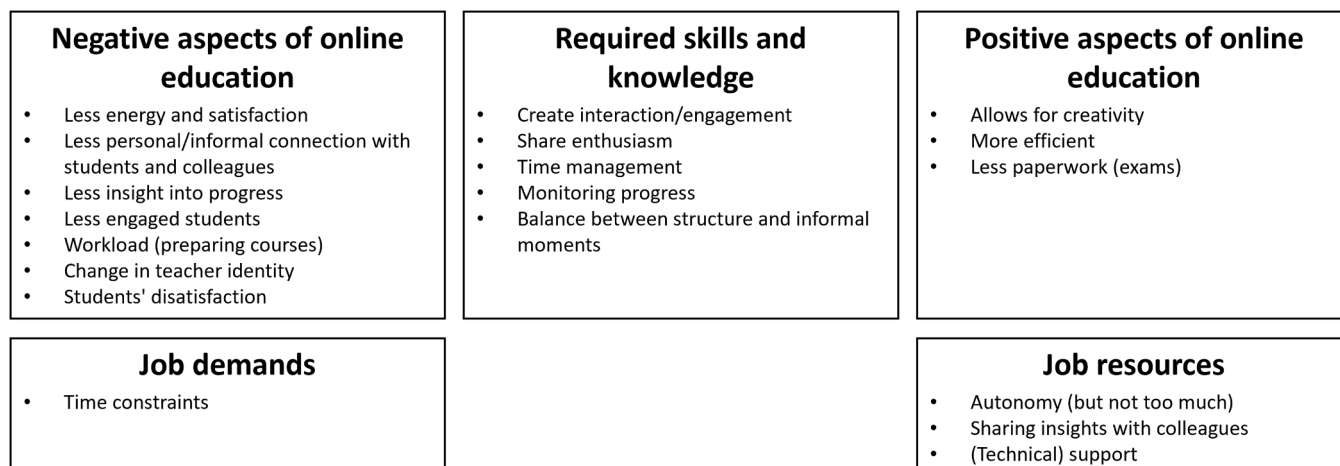 Negative aspects of online
education
• Less energy and satisfaction
• Less personal/informal connection with
students and colleagues
• Less insight into progress
• Less engaged students
• Workload (preparing courses)
• Change in teacher identity
• Students' disatisfaction
Required skills and
knowledge
• Create interaction/engagement
• Share enthusiasm
• Time management
• Monitoring progress
• Balance between structure and informal
moments
Positive aspects of online
education
• Allows for creativity
• More efficient
• Less paperwork (exams)
Job demands
• Time constraints
Job resources
• Autonomy (but not too much)
• Sharing insights with colleagues
• (Technical) support